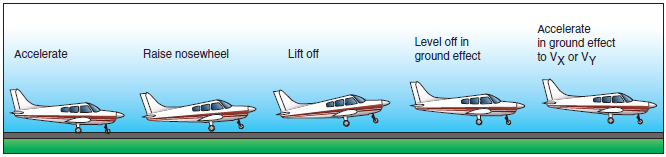 Accelerate
Raise nosewheel
Lift off
Level off in
ground effect
Accelerate
in ground effect
to VX or VY